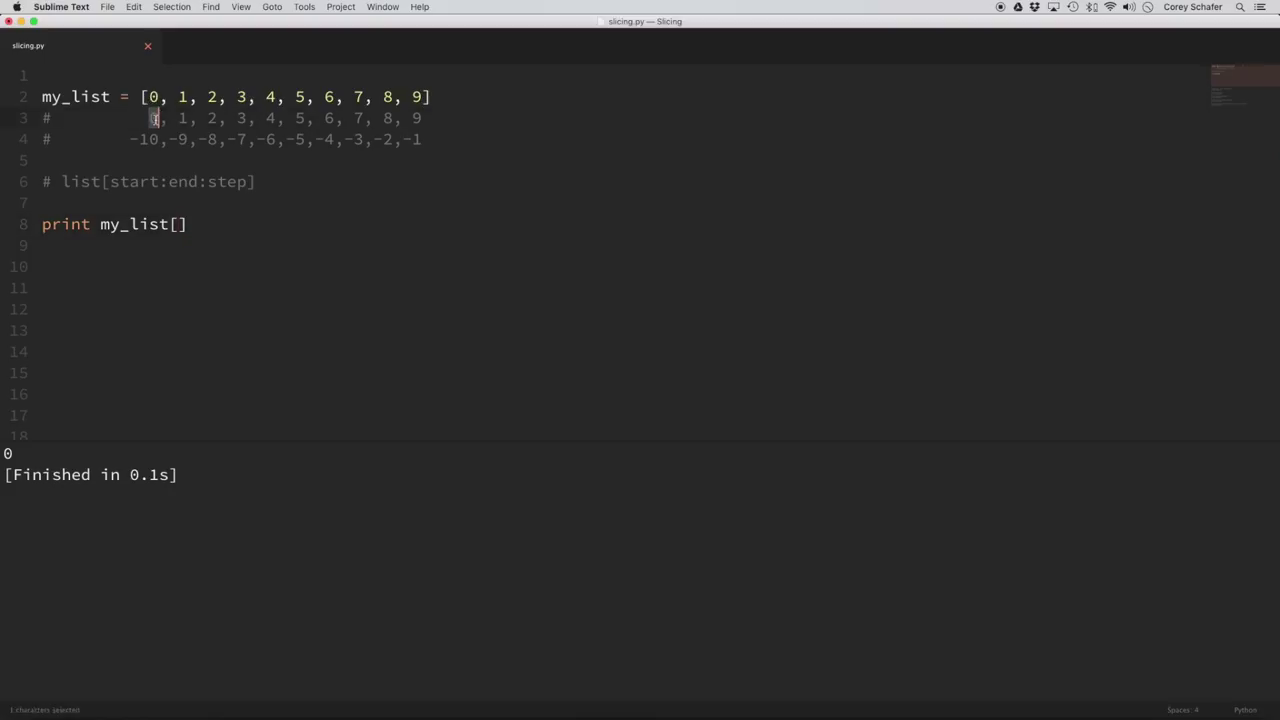 Sublime Text File Edit Selection Find View Goto Tools Project Window Help Corey Schafer
slicing.py — Slicing
slicing.py
1
2 my_list = [0, 1, 2, 3, 4, 5, 6, 7, 8, 9]
3 # 0, 1, 2, 3, 4, 5, 6, 7, 8, 9
4 # -10,-9,-8,-7,-6,-5,-4,-3,-2,-1
5
6 # list[start:end:step]
7
8 print my_list[]
9
10
11
12
13
14
15
16
17
18
0
[Finished in 0.1s]
1 characters selected Spaces: 4 Python